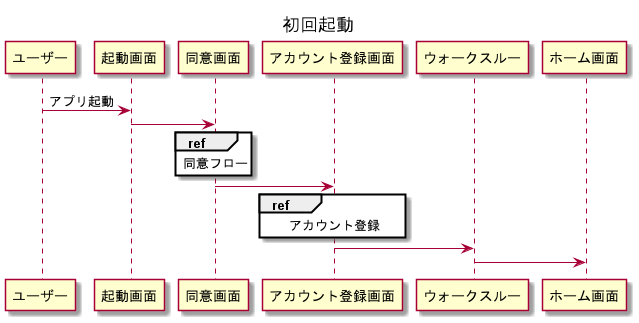 初回起動
ユーザー
起動画面
同意画面
アカウント登録画面
ウォークスルー
ホーム画面
アプリ起動
ref
同意フロー
ref
アカウント登録
ユーザー
起動画面
同意画面
アカウント登録画面
ウォークスルー
ホーム画面